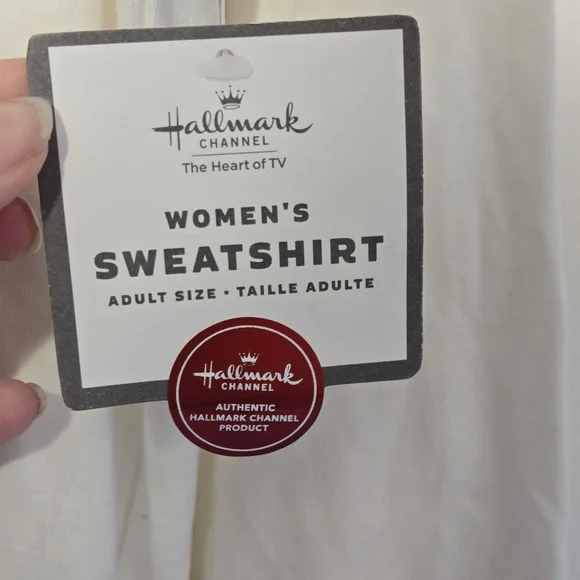 Hallmark
CHANNEL
The Heart of TV
WOMEN'S
SWEATSHIRT
ADULT SIZE • TAILLE ADULTE
Hallmark
CHANNEL
AUTHENTIC
HALLMARK CHANNEL
PRODUCT